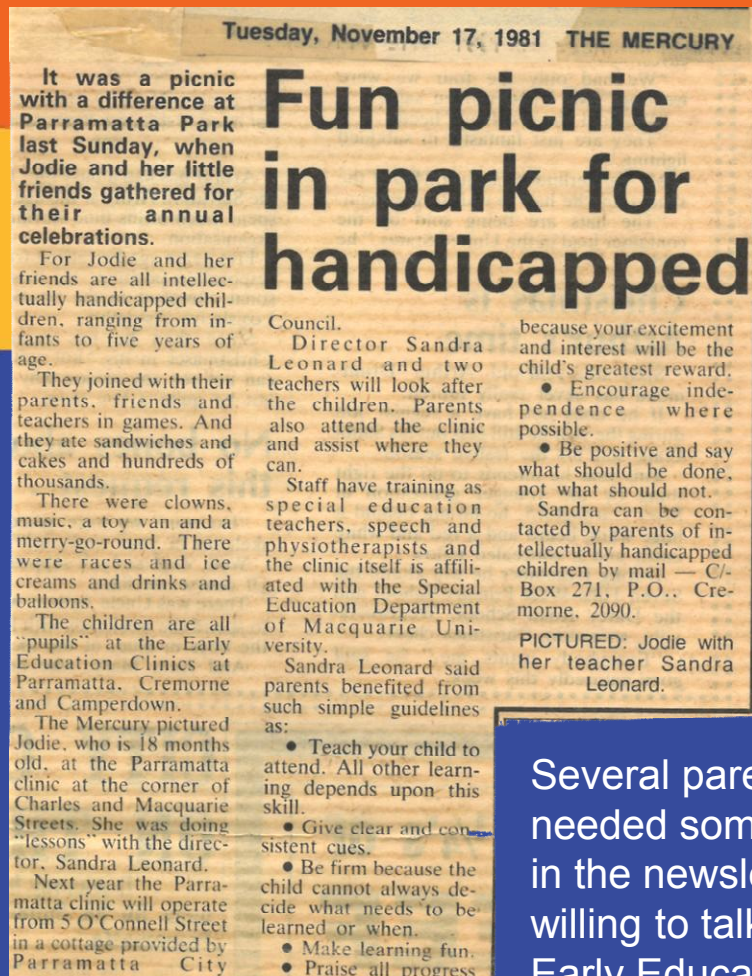 Tuesday, November 17, 1981 THE MERCURY
Fun picnic
in park for
handicapped
It was a picnic
with a difference at
Parramatta Park
last Sunday, when
Jodie and her little
friends gathered for
their annual
celebrations.
For Jodie and her
friends are all intellec-
tually handicapped chil-
dren, ranging from in-
fants to five years of
age.
They joined with their
parents, friends and
teachers in games. And
they ate sandwiches and
cakes and hundreds of
thousands.
There were clowns,
music, a toy van and a
merry-go-round. There
were races and ice
creams and drinks and
balloons.
The children are all
"pupils" at the Early
Education Clinics at
Parramatta, Cremorne
and Camperdown.
The Mercury pictured
Jodie, who is 18 months
old, at the Parramatta
clinic at the corner of
Charles and Macquarie
Streets. She was doing
"lessons" with the direc-
tor, Sandra Leonard.
Next year the Parra-
matta clinic will operate
from 5 O'Connell Street
in a cottage provided by
Parramatta City
Council.
Director Sandra
Leonard and two
teachers will look after
the children. Parents
also attend the clinic
and assist where they
can.
Staff have training as
special education
teachers, speech and
physiotherapists and
the clinic itself is affili-
ated with the Special
Education Department
of Macquarie Uni-
versity.
Sandra Leonard said
parents benefited from
such simple guidelines
as:
• Teach your child to
attend. All other learn-
ing depends upon this
skill.
• Give clear and con-
sistent cues.
• Be firm because the
child cannot always de-
cide what needs to be
learned or when.
• Make learning fun.
• Praise all progress
because your excitement
and interest will be the
child's greatest reward.
• Encourage inde-
pendence where
possible.
• Be positive and say
what should be done,
not what should not.
Sandra can be con-
tacted by parents of in-
tellectually handicapped
children by mail — C/-
Box 271, P.O., Cre-
morne, 2090.
PICTURED: Jodie with
her teacher Sandra
Leonard.
Several pare
needed som
in the newsle
willing to talk
Early Educa